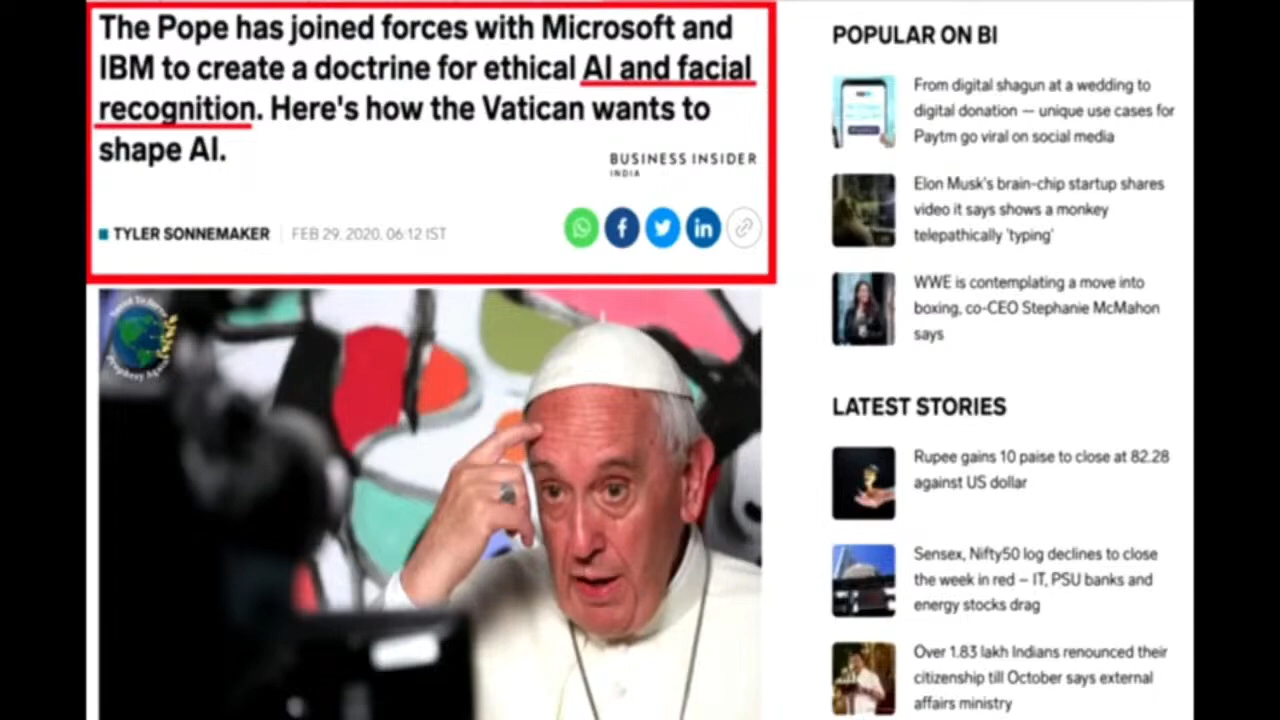 The Pope has joined forces with Microsoft and
IBM to create a doctrine for ethical AI and facial
recognition. Here's how the Vatican wants to
shape AI.
BUSINESS INSIDER
INDIA
TYLER SONNEMAKER
FEB 29, 2020, 06:12 IST
POPULAR ON BI
From digital shagun at a wedding to
digital donation — unique use cases for
Paytm go viral on social media
Elon Musk's brain-chip startup shares
video it says shows a monkey
telepathically 'typing'
WWE is contemplating a move into
boxing, co-CEO Stephanie McMahon
says
LATEST STORIES
Rupee gains 10 paise to close at 82.28
against US dollar
Sensex, Nifty50 log declines to close
the week in red – IT, PSU banks and
energy stocks drag
Over 1.83 lakh Indians renounced their
citizenship till October says external
affairs ministry